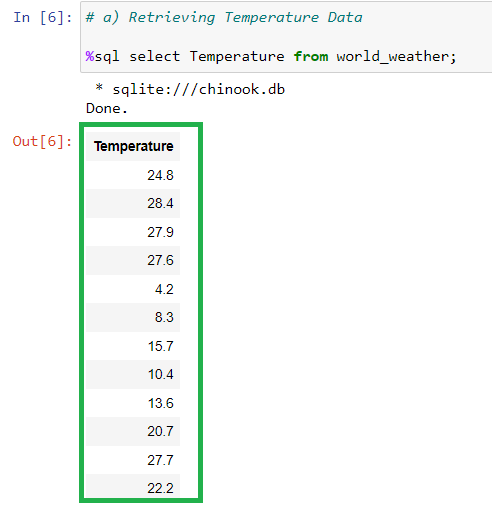 In [6]: # a) Retrieving Temperature Data
%sql select Temperature from world_weather;
* sqlite:///chinook.db
Done.
Out[6]:
Temperature
24.8
28.4
27.9
27.6
4.2
8.3
15.7
10.4
13.6
20.7
27.7
22.2